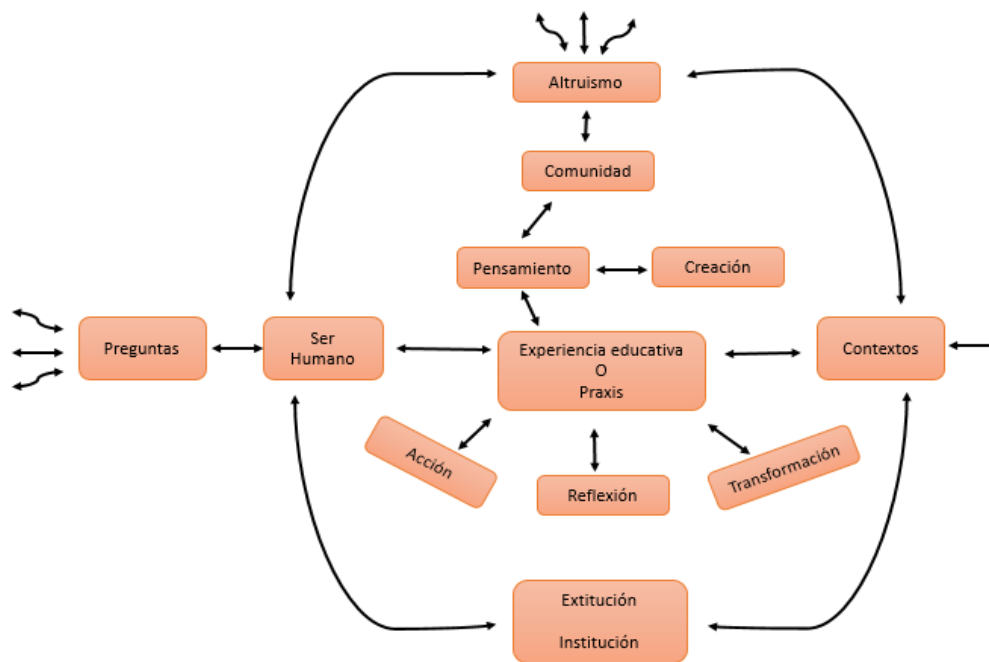 Altruismo
Comunidad
Pensamiento
Creación
Preguntas
Ser
Humano
Experiencia educativa
O
Praxis
Contextos
Acción
Reflexión
Transformación
Extitución
Institución